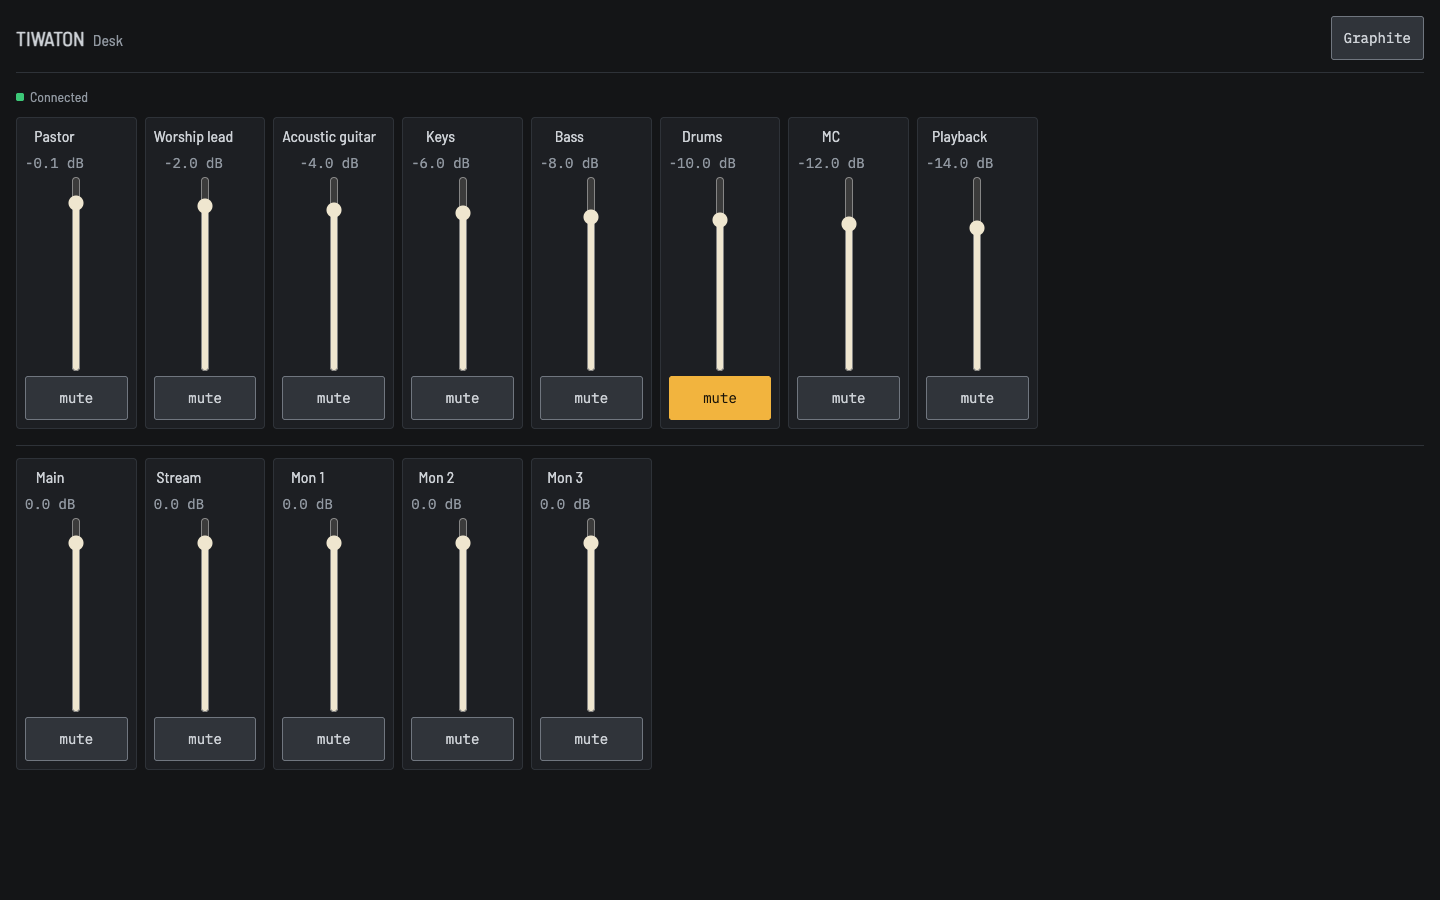 TIWATON Desk
Graphite
Connected
Pastor Worship lead Acoustic guitar Keys Bass Drums MC Playback
-0.1 dB -2.0 dB -4.0 dB -6.0 dB -8.0 dB -10.0 dB -12.0 dB -14.0 dB
mute mute mute mute mute mute mute mute
Main Stream Mon 1 Mon 2 Mon 3
0.0 dB 0.0 dB 0.0 dB 0.0 dB 0.0 dB
mute mute mute mute mute